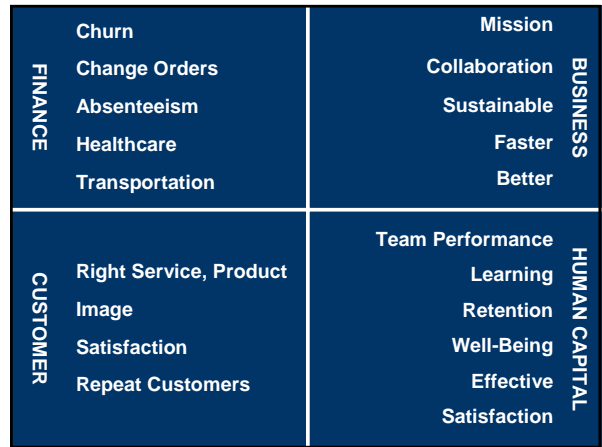 FINANCE
Churn
Change Orders
Absenteeism
Healthcare
Transportation
BUSINESS
Mission
Collaboration
Sustainable
Faster
Better
CUSTOMER
Right Service, Product
Image
Satisfaction
Repeat Customers
HUMAN CAPITAL
Team Performance
Learning
Retention
Well-Being
Effective
Satisfaction